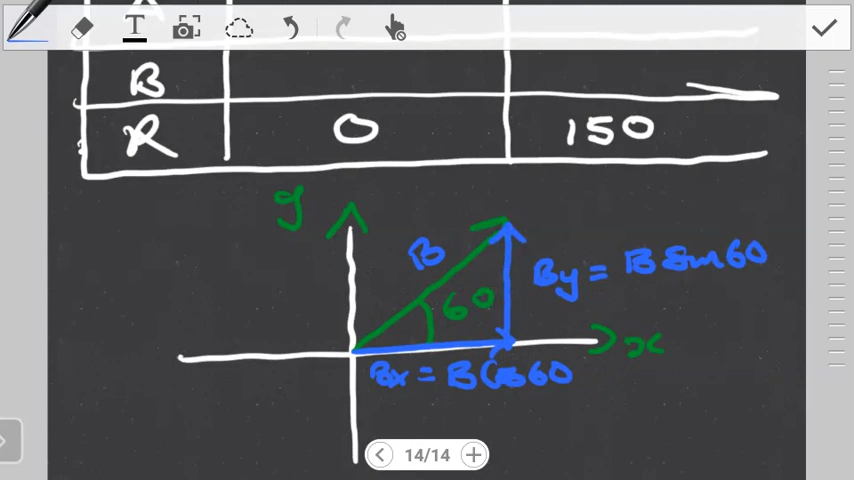 T
A
B
R 0 150
y
B
By = B Sin60
60
x
Bx = B Cos60
14/14